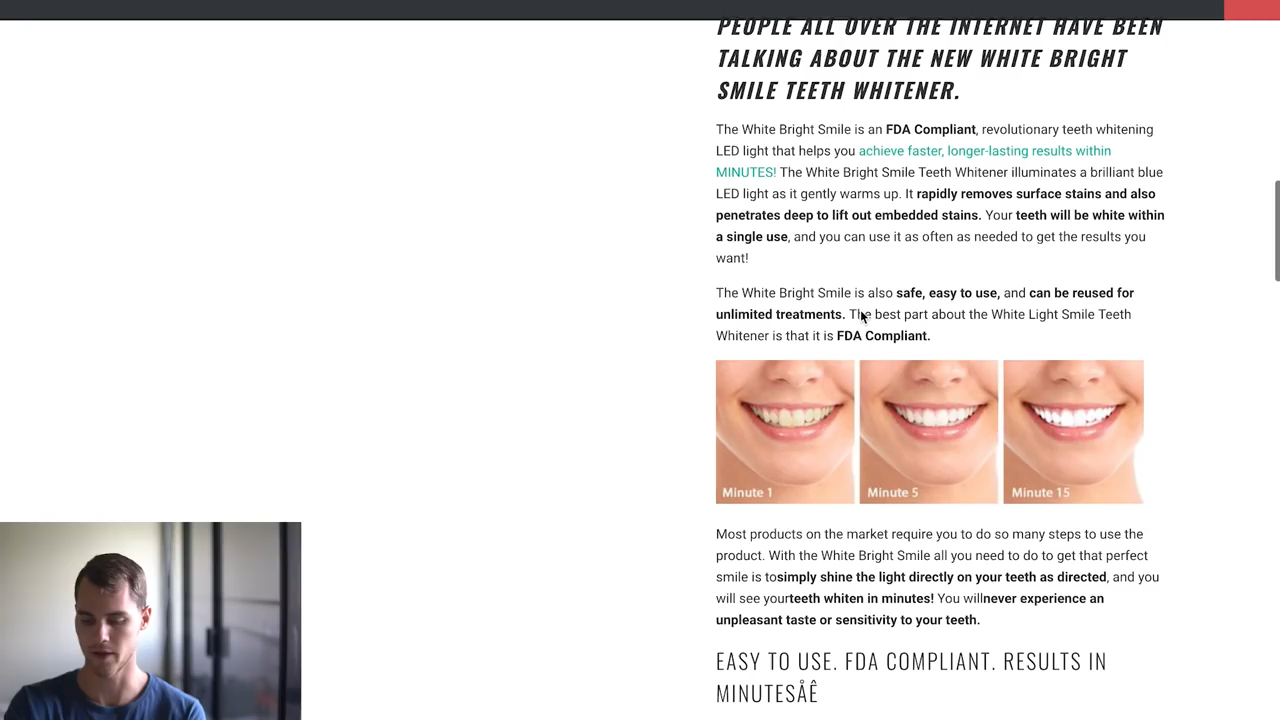 PEOPLE ALL OVER THE INTERNET HAVE BEEN
TALKING ABOUT THE NEW WHITE BRIGHT
SMILE TEETH WHITENER.
The White Bright Smile is an FDA Compliant, revolutionary teeth whitening
LED light that helps you achieve faster, longer-lasting results within
MINUTES! The White Bright Smile Teeth Whitener illuminates a brilliant blue
LED light as it gently warms up. It rapidly removes surface stains and also
penetrates deep to lift out embedded stains. Your teeth will be white within
a single use, and you can use it as often as needed to get the results you
want!
The White Bright Smile is also safe, easy to use, and can be reused for
unlimited treatments. The best part about the White Light Smile Teeth
Whitener is that it is FDA Compliant.
Minute 1
Minute 5
Minute 15
Most products on the market require you to do so many steps to use the
product. With the White Bright Smile all you need to do to get that perfect
smile is tosimply shine the light directly on your teeth as directed, and you
will see yourteeth whiten in minutes! You willnever experience an
unpleasant taste or sensitivity to your teeth.
EASY TO USE. FDA COMPLIANT. RESULTS IN
MINUTESÅÊ